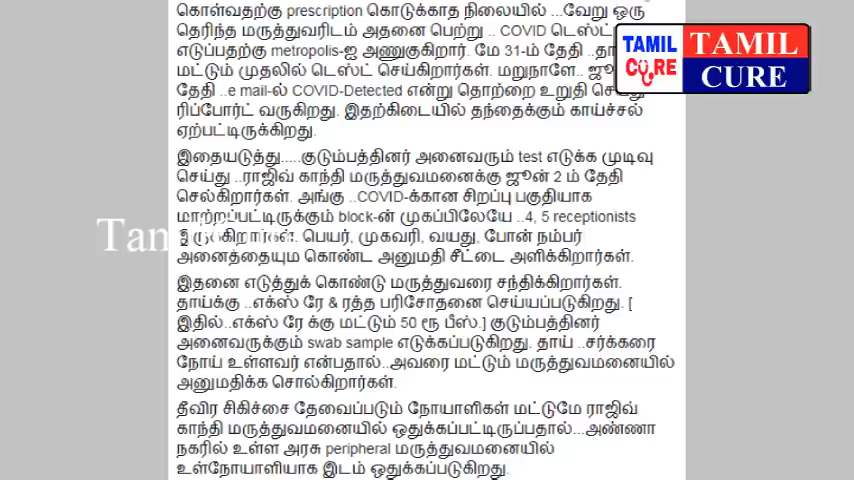 கொள்வதற்கு prescription கொடுக்காத நிலையில் ...வேறு ஒரு
தெரிந்த மருத்துவரிடம் அதனை பெற்று .. COVID டெஸ்ட்
எடுப்பதற்கு metropolis-ஐ அணுகுகிறார். மே 31-ம் தேதி ..தா
மட்டும் முதலில் டெஸ்ட் செய்கிறார்கள். மறுநாளே.. ஜூ
தேதி ..e mail-ல் COVID-Detected என்று தொற்றை உறுதி செய்து
ரிப்போர்ட் வருகிறது. இதற்கிடையில் தந்தைக்கும் காய்ச்சல்
ஏற்பட்டிருக்கிறது.
இதையடுத்து.....குடும்பத்தினர் அனைவரும் test எடுக்க முடிவு
செய்து ..ராஜிவ் காந்தி மருத்துவமனைக்கு ஜூன் 2 ம் தேதி
செல்கிறார்கள். அங்கு ..COVID-க்கான சிறப்பு பகுதியாக
மாற்றப்பட்டிருக்கும் block-ன் முகப்பிலேயே ..4, 5 receptionists
இருக்கிறார்கள். பெயர், முகவரி, வயது, போன் நம்பர்
அனைத்தையும கொண்ட அனுமதி சீட்டை அளிக்கிறார்கள்.
இதனை எடுத்துக் கொண்டு மருத்துவரை சந்திக்கிறார்கள்.
தாய்க்கு ..எக்ஸ் ரே & ரத்த பரிசோதனை செய்யப்படுகிறது. [
இதில்..எக்ஸ் ரே க்கு மட்டும் 50 ரூ பீஸ்.] குடும்பத்தினர்
அனைவருக்கும் swab sample எடுக்கப்படுகிறது. தாய் ..சர்க்கரை
நோய் உள்ளவர் என்பதால்..அவரை மட்டும் மருத்துவமனையில்
அனுமதிக்க சொல்கிறார்கள்.
தீவிர சிகிச்சை தேவைப்படும் நோயாளிகள் மட்டுமே ராஜிவ்
காந்தி மருத்துவமனையில் ஒதுக்கப்பட்டிருப்பதால்...அண்ணா
நகரில் உள்ள அரசு peripheral மருத்துவமனையில்
உள்நோயாளியாக இடம் ஒதுக்கப்படுகிறது.
TAMIL CURE
TAMIL
CURE